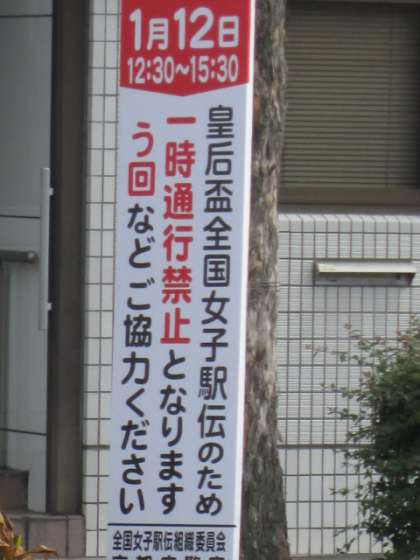 1月12日
12:30～15:30
皇后盃全国女子駅伝のため
一時通行禁止となります
う回などご協力ください
全国女子駅伝組織委員会